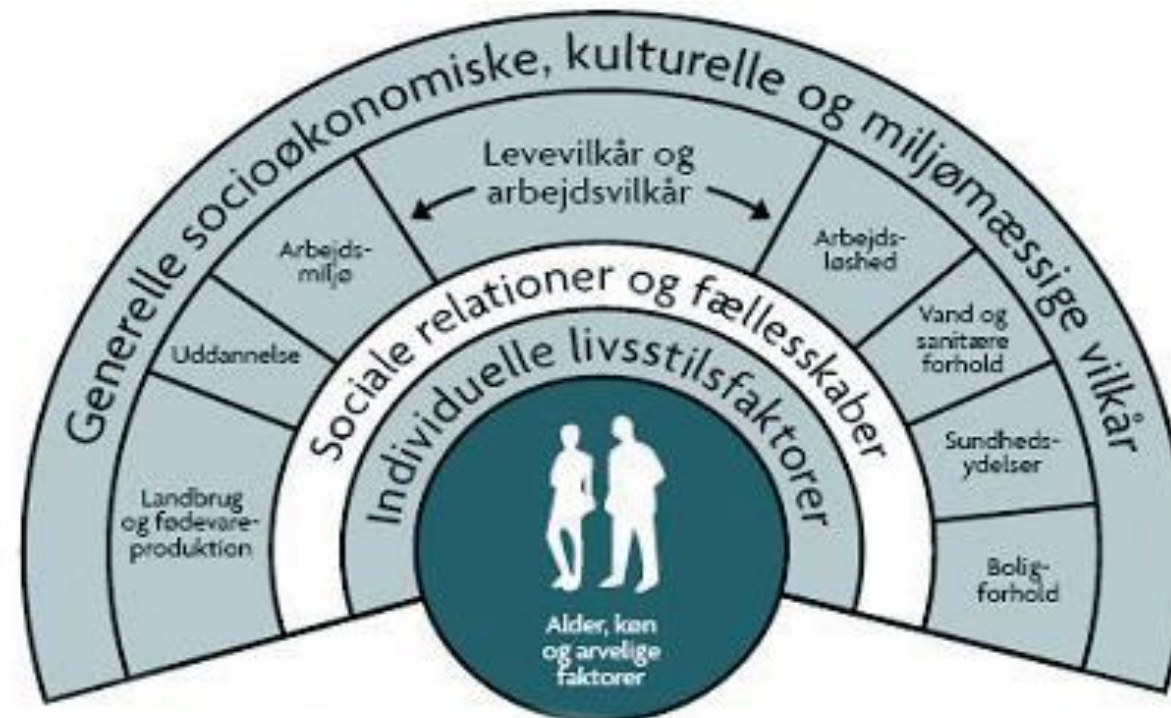 Generelle socioøkonomiske, kulturelle og miljømæssige vilkår
Levevilkår og
arbejdsvilkår
Landbrug
og fødevare-
produktion
Uddannelse
Arbejds-
miljø
Arbejds-
løshed
Vand og
sanitære
forhold
Sundheds-
ydelser
Bolig-
forhold
Sociale relationer og fællesskaber
Individuelle livsstilsfaktorer
Alder, køn
og arvelige
faktorer